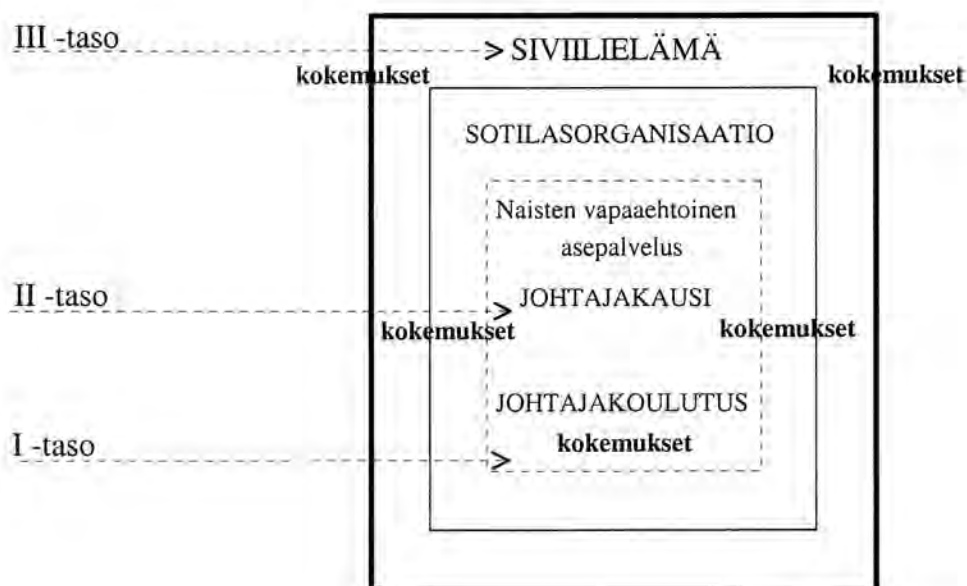 III -taso
SIVIILIELÄMÄ
kokemukset
kokemukset
SOTILASORGANISAATIO
Naisten vapaaehtoinen
asepalvelus
II -taso
JOHTAJAKAUSI
kokemukset
kokemukset
JOHTAJAKOULUTUS
I -taso
kokemukset